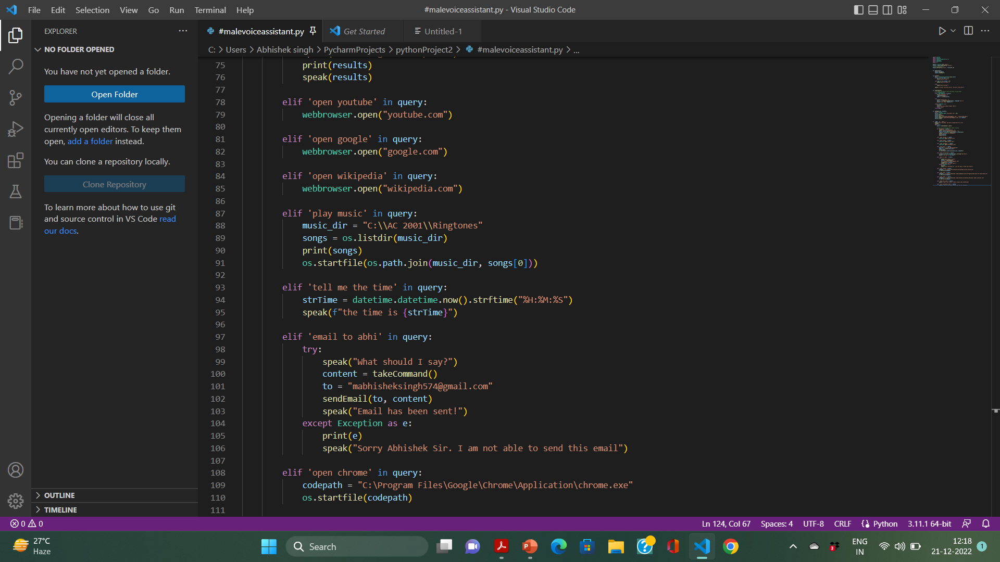 File Edit Selection View Go Run Terminal Help
#malevoiceassistant.py - Visual Studio Code
EXPLORER
NO FOLDER OPENED
You have not yet opened a folder.
Open Folder
Opening a folder will close all
currently open editors. To keep them
open, add a folder instead.
You can clone a repository locally.
Clone Repository
To learn more about how to use git
and source control in VS Code read
our docs.
OUTLINE
TIMELINE
#malevoiceassistant.py Get Started Untitled-1
C: > Users > Abhishek singh > PycharmProjects > pythonProject2 > #malevoiceassistant.py > ...
75 print(results)
76 speak(results)
77
78 elif 'open youtube' in query:
79 webbrowser.open("youtube.com")
80
81 elif 'open google' in query:
82 webbrowser.open("google.com")
83
84 elif 'open wikipedia' in query:
85 webbrowser.open("wikipedia.com")
86
87 elif 'play music' in query:
88 music_dir = "C:\\AC 2001\\Ringtones"
89 songs = os.listdir(music_dir)
90 print(songs)
91 os.startfile(os.path.join(music_dir, songs[0]))
92
93 elif 'tell me the time' in query:
94 strTime = datetime.datetime.now().strftime("%H:%M:%S")
95 speak(f"the time is {strTime}")
96
97 elif 'email to abhi' in query:
98 try:
99 speak("What should I say?")
100 content = takeCommand()
101 to = "mabhisheksingh574@gmail.com"
102 sendEmail(to, content)
103 speak("Email has been sent!")
104 except Exception as e:
105 print(e)
106 speak("Sorry Abhishek Sir. I am not able to send this email")
107
108 elif 'open chrome' in query:
109 codepath = "C:\Program Files\Google\Chrome\Application\chrome.exe"
110 os.startfile(codepath)
111
0 0
Ln 124, Col 67 Spaces: 4 UTF-8 CRLF Python 3.11.1 64-bit
27°C
Haze
Search
ENG
IN
12:18
21-12-2022
1
3